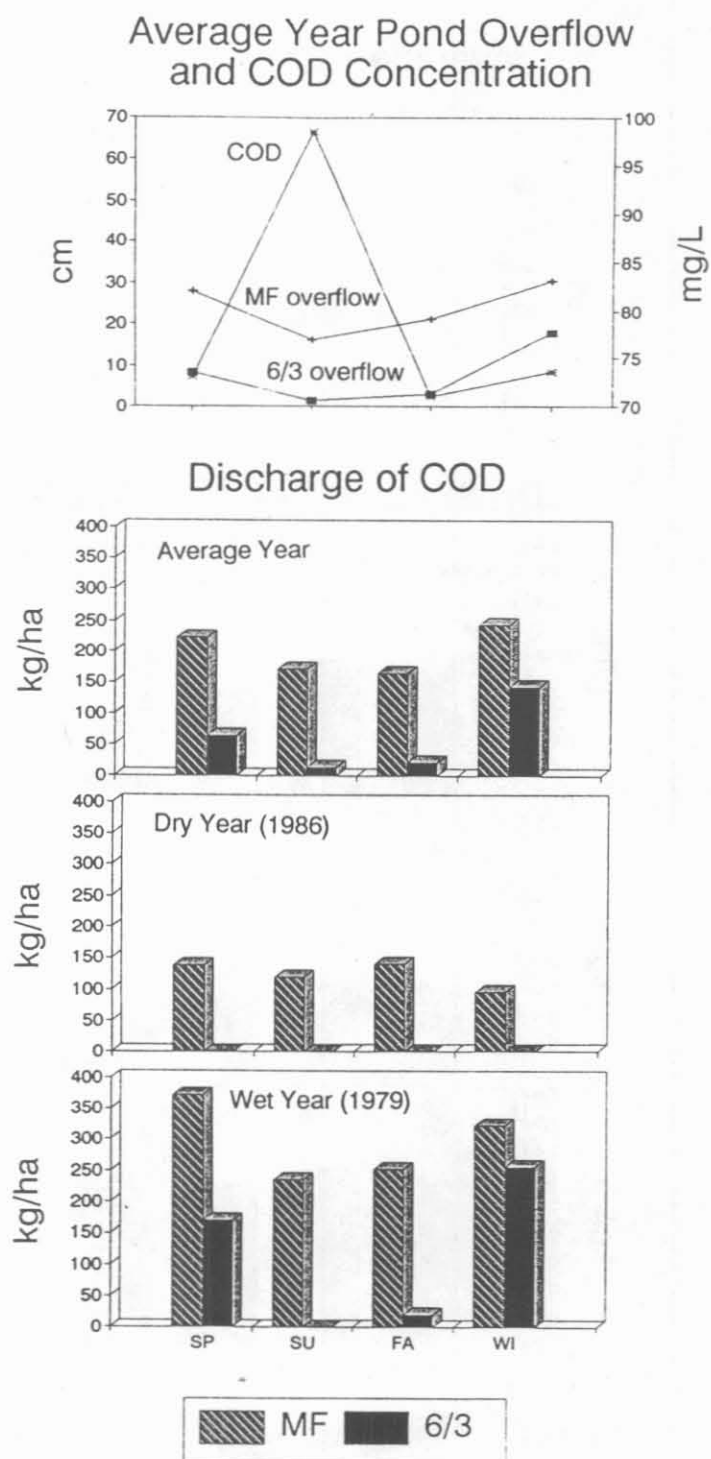 Average Year Pond Overflow
and COD Concentration
70
60
50
40
30
20
10
0
cm
100
95
90
85
80
75
70
mg/L
COD
MF overflow
6/3 overflow
Discharge of COD
400
350
300
250
200
150
100
50
0
kg/ha
Average Year
400
350
300
250
200
150
100
50
0
kg/ha
Dry Year (1986)
400
350
300
250
200
150
100
50
0
kg/ha
Wet Year (1979)
SP SU FA WI
MF 6/3